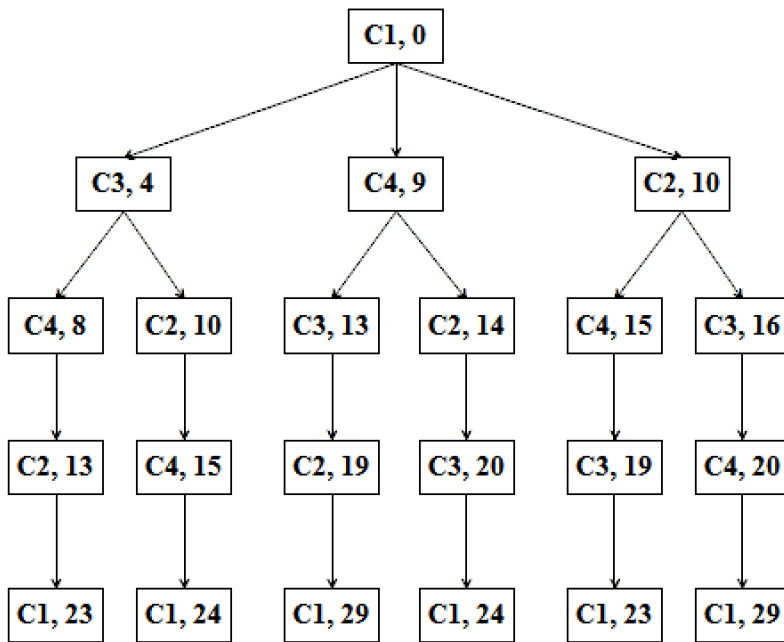 C1, 0
C3, 4
C4, 9
C2, 10
C4, 8
C2, 10
C3, 13
C2, 14
C4, 15
C3, 16
C2, 13
C4, 15
C2, 19
C3, 20
C3, 19
C4, 20
C1, 23
C1, 24
C1, 29
C1, 24
C1, 23
C1, 29